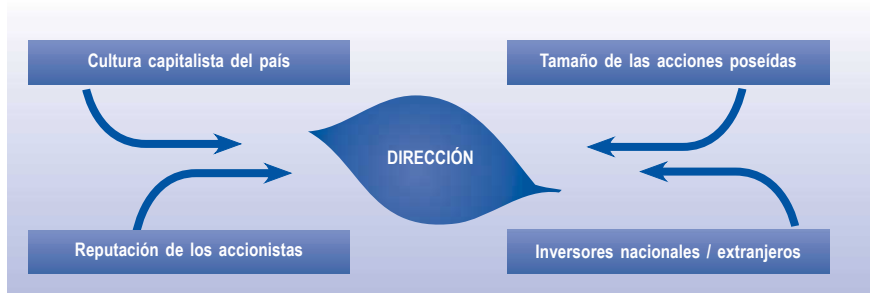 Cultura capitalista del país
Tamaño de las acciones poseídas
DIRECCIÓN
Reputación de los accionistas
Inversores nacionales / extranjeros